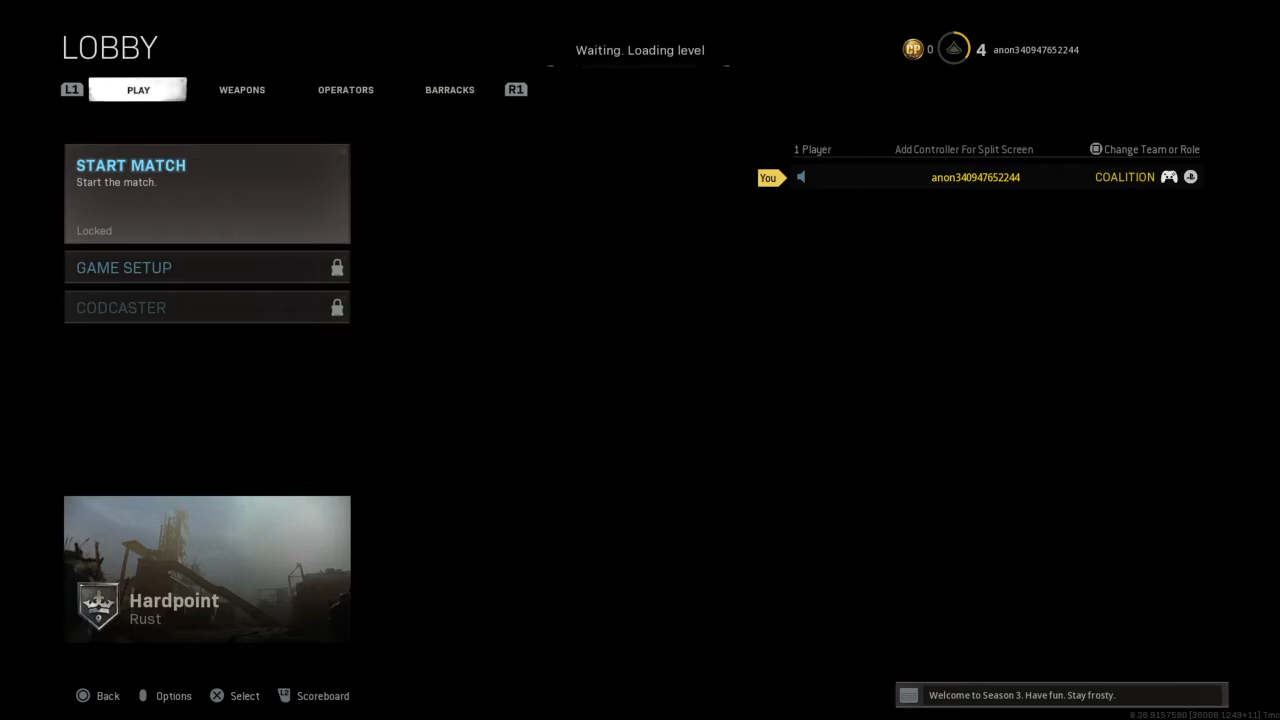 LOBBY
Waiting. Loading level
CP 0
4 anon340947652244
L1 PLAY WEAPONS OPERATORS BARRACKS R1
START MATCH
Start the match.
Locked
GAME SETUP
CODCASTER
1 Player Add Controller For Split Screen Change Team or Role
You anon340947652244 COALITION
Hardpoint
Rust
Back Options Select L2 Scoreboard
Welcome to Season 3. Have fun. Stay frosty.